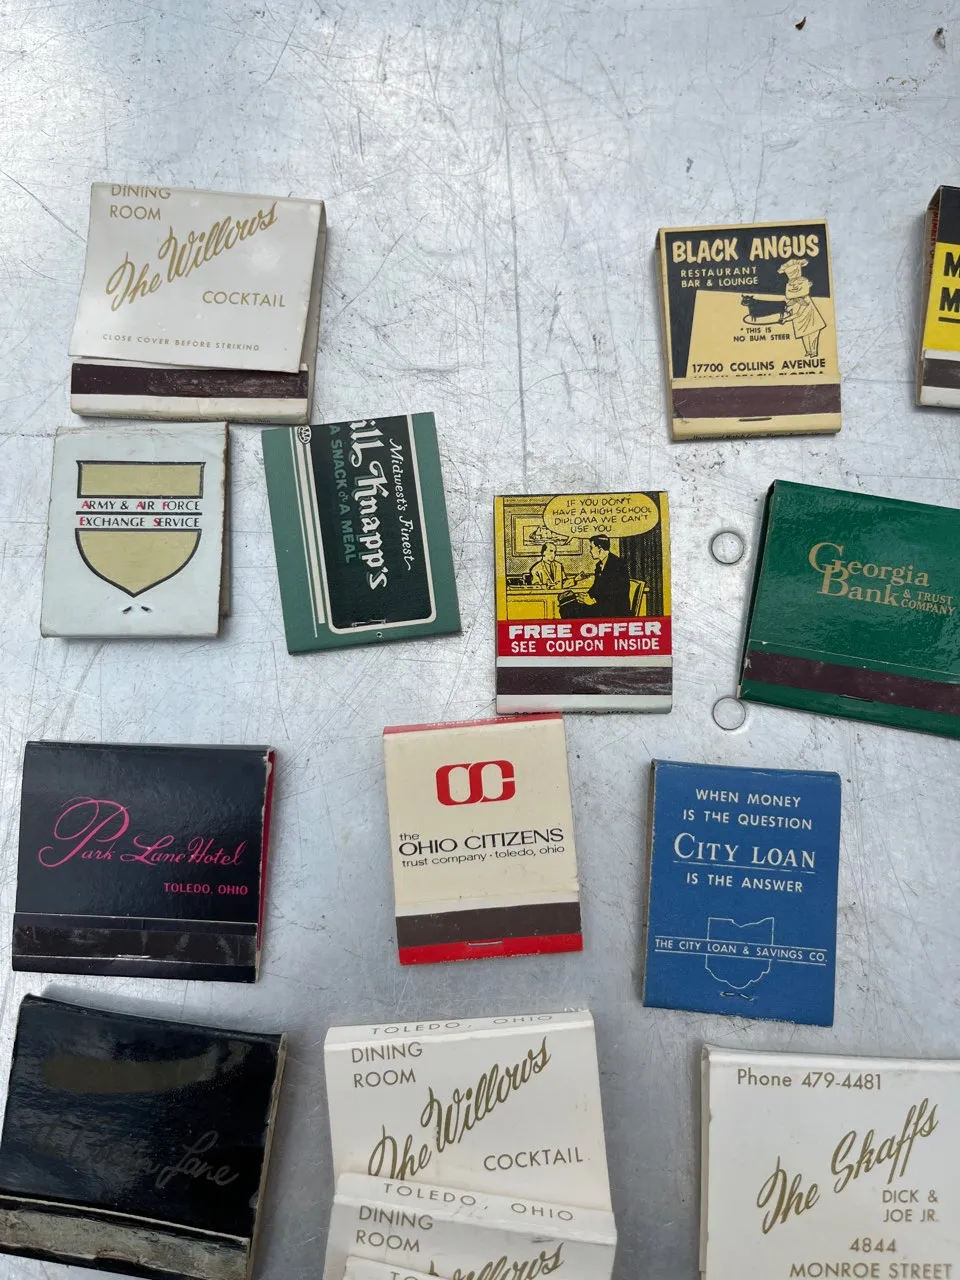 DINING
ROOM
The Willows
COCKTAIL
CLOSE COVER BEFORE STRIKING
BLACK ANGUS
RESTAURANT
BAR & LOUNGE
"THIS IS
NO BUM STEER"
17700 COLLINS AVENUE
ARMY & AIR FORCE
EXCHANGE SERVICE
Midwest's Finest
ill Knapp's
A SNACK or A MEAL
IF YOU DON'T
HAVE A HIGH SCHOOL
DIPLOMA WE CAN'T
USE YOU.
FREE OFFER
SEE COUPON INSIDE
Georgia
Bank & TRUST
COMPANY
Park Lane Hotel
TOLEDO, OHIO
OC
the
OHIO CITIZENS
trust company · toledo, ohio
WHEN MONEY
IS THE QUESTION
CITY LOAN
IS THE ANSWER
THE CITY LOAN & SAVINGS CO.
Lane
TOLEDO, OHIO
DINING
ROOM
The Willows
COCKTAIL
TOLEDO, OHIO
DINING
ROOM
Willows
Phone 479-4481
The Skaffs
DICK &
JOE JR.
4844
MONROE STREET